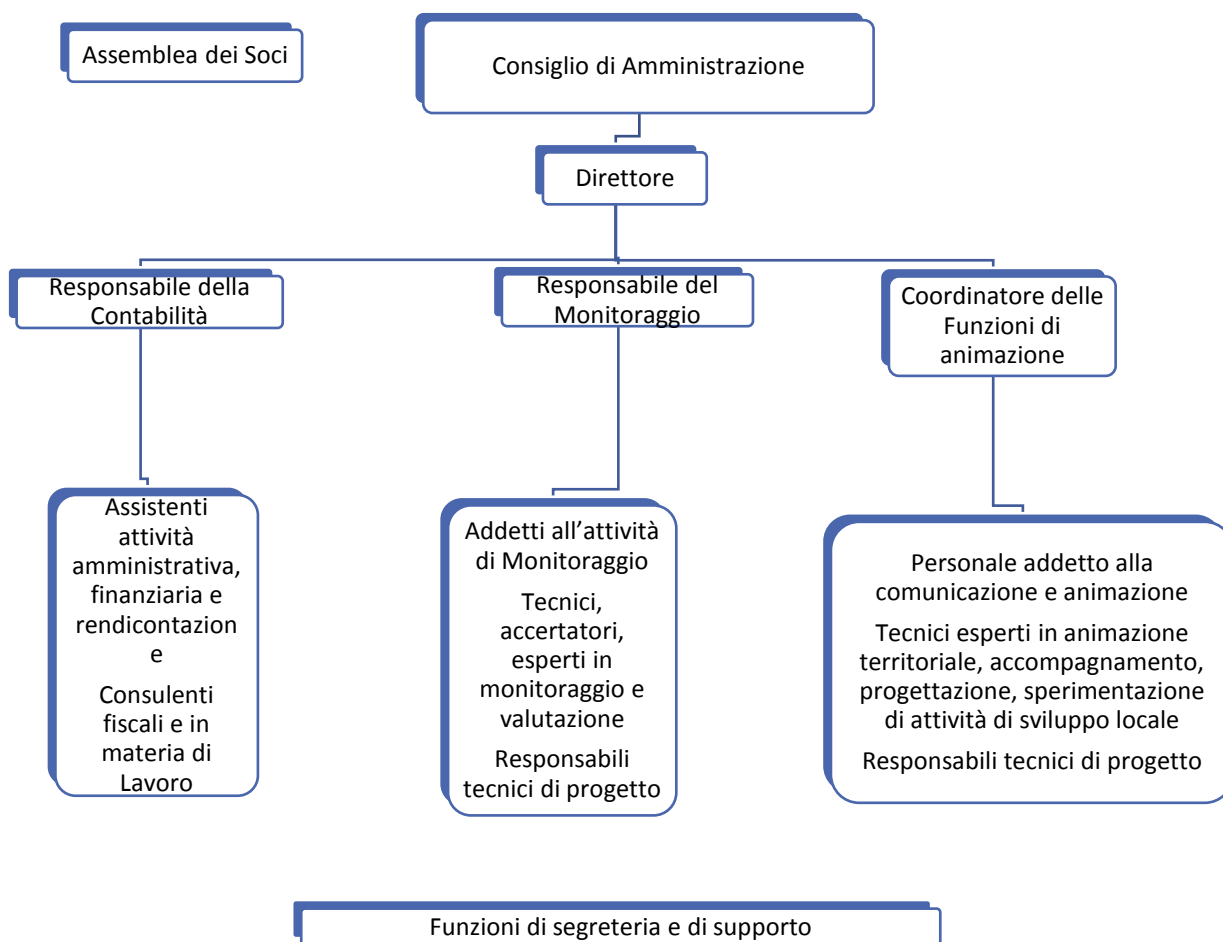 Assemblea dei Soci
Consiglio di Amministrazione
Direttore
Responsabile della
Contabilità
Responsabile del
Monitoraggio
Coordinatore delle
Funzioni di
animazione
Assistenti
attività
amministrativa,
finanziaria e
rendicontazion
e
Consulenti
fiscali e in
materia di
Lavoro
Addetti all’attività
di Monitoraggio
Tecnici,
accertatori,
esperti in
monitoraggio e
valutazione
Responsabili
tecnici di progetto
Personale addetto alla
comunicazione e animazione
Tecnici esperti in animazione
territoriale, accompagnamento,
progettazione, sperimentazione
di attività di sviluppo locale
Responsabili tecnici di progetto
Funzioni di segreteria e di supporto